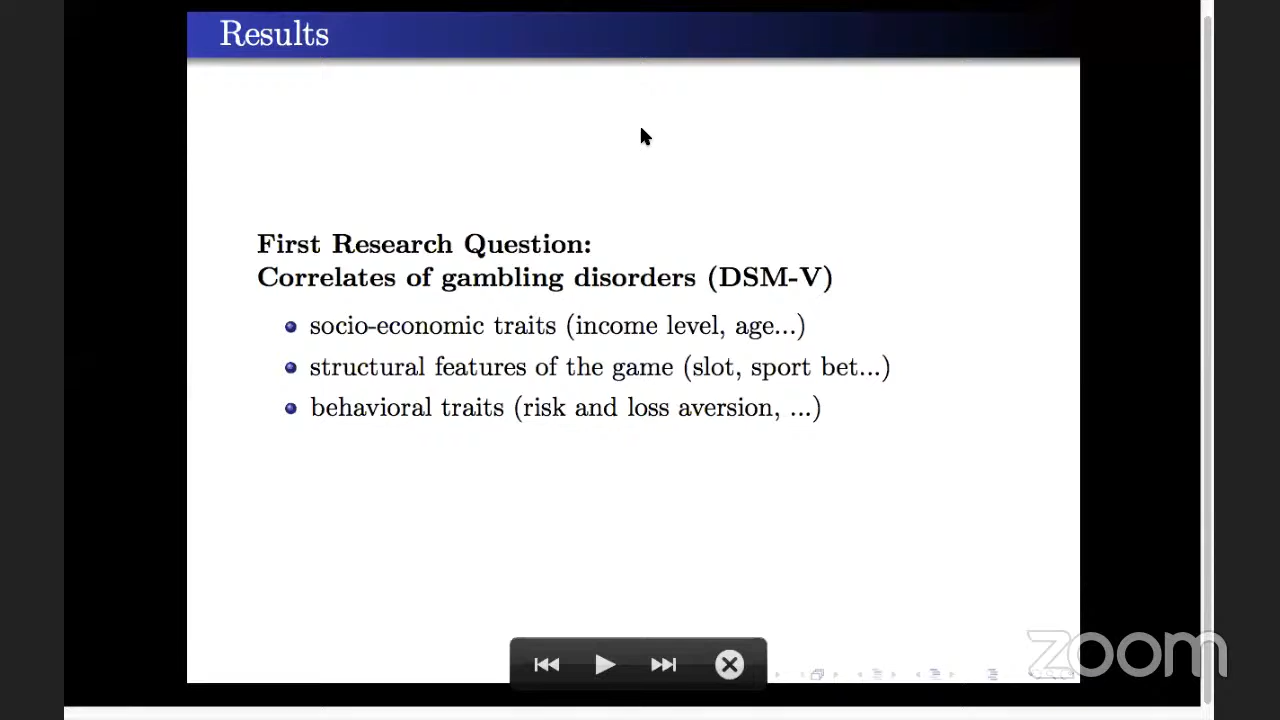 Results
First Research Question:
Correlates of gambling disorders (DSM-V)
socio-economic traits (income level, age...)
structural features of the game (slot, sport bet...)
behavioral traits (risk and loss aversion, ...)
zoom